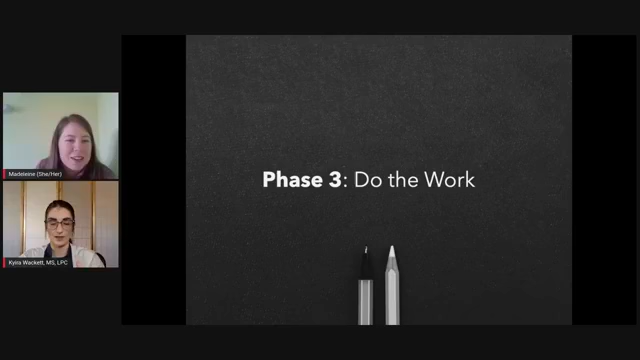 Madeleine (She/Her)
Kyira Wackett, MS, LPC
Phase 3: Do the Work